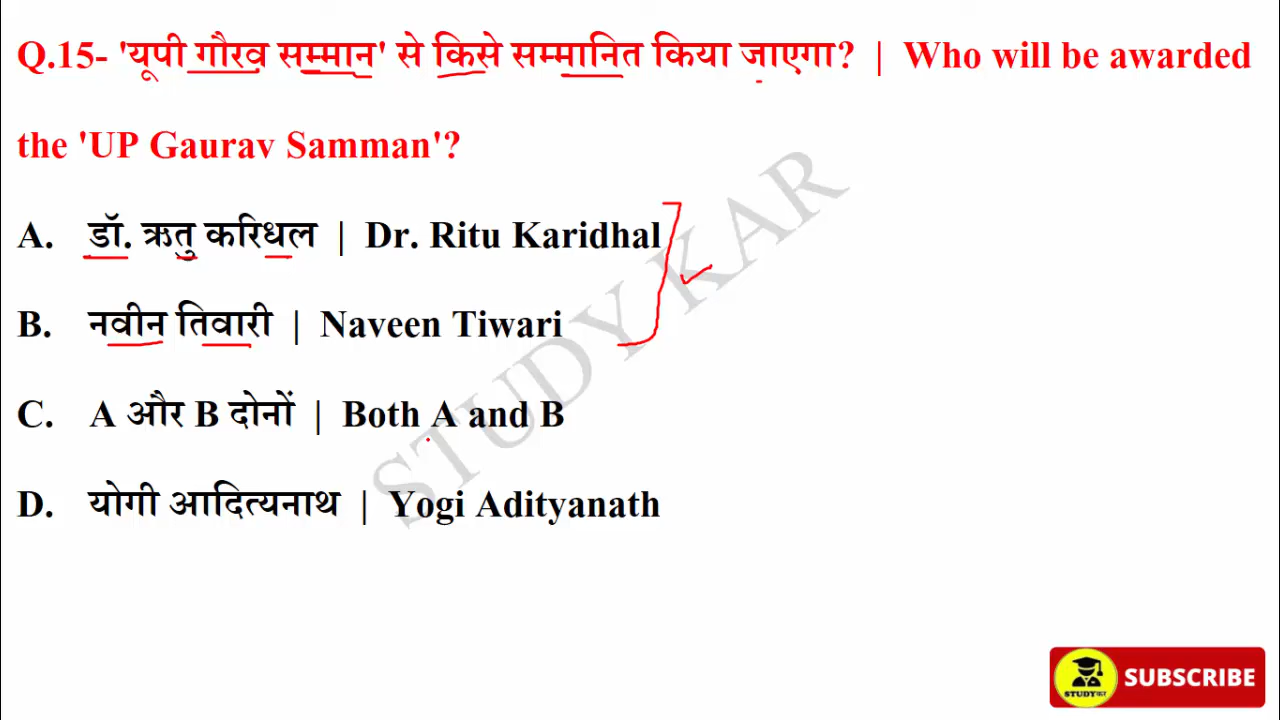 Q.15- 'यूपी गौरव सम्मान' से किसे सम्मानित किया जाएगा? | Who will be awarded
the 'UP Gaurav Samman'?
A. डॉ. ऋतु करिधल | Dr. Ritu Karidhal
B. नवीन तिवारी | Naveen Tiwari
C. A और B दोनों | Both A and B
D. योगी आदित्यनाथ | Yogi Adityanath
STUDY KAR
STUDYकर SUBSCRIBE